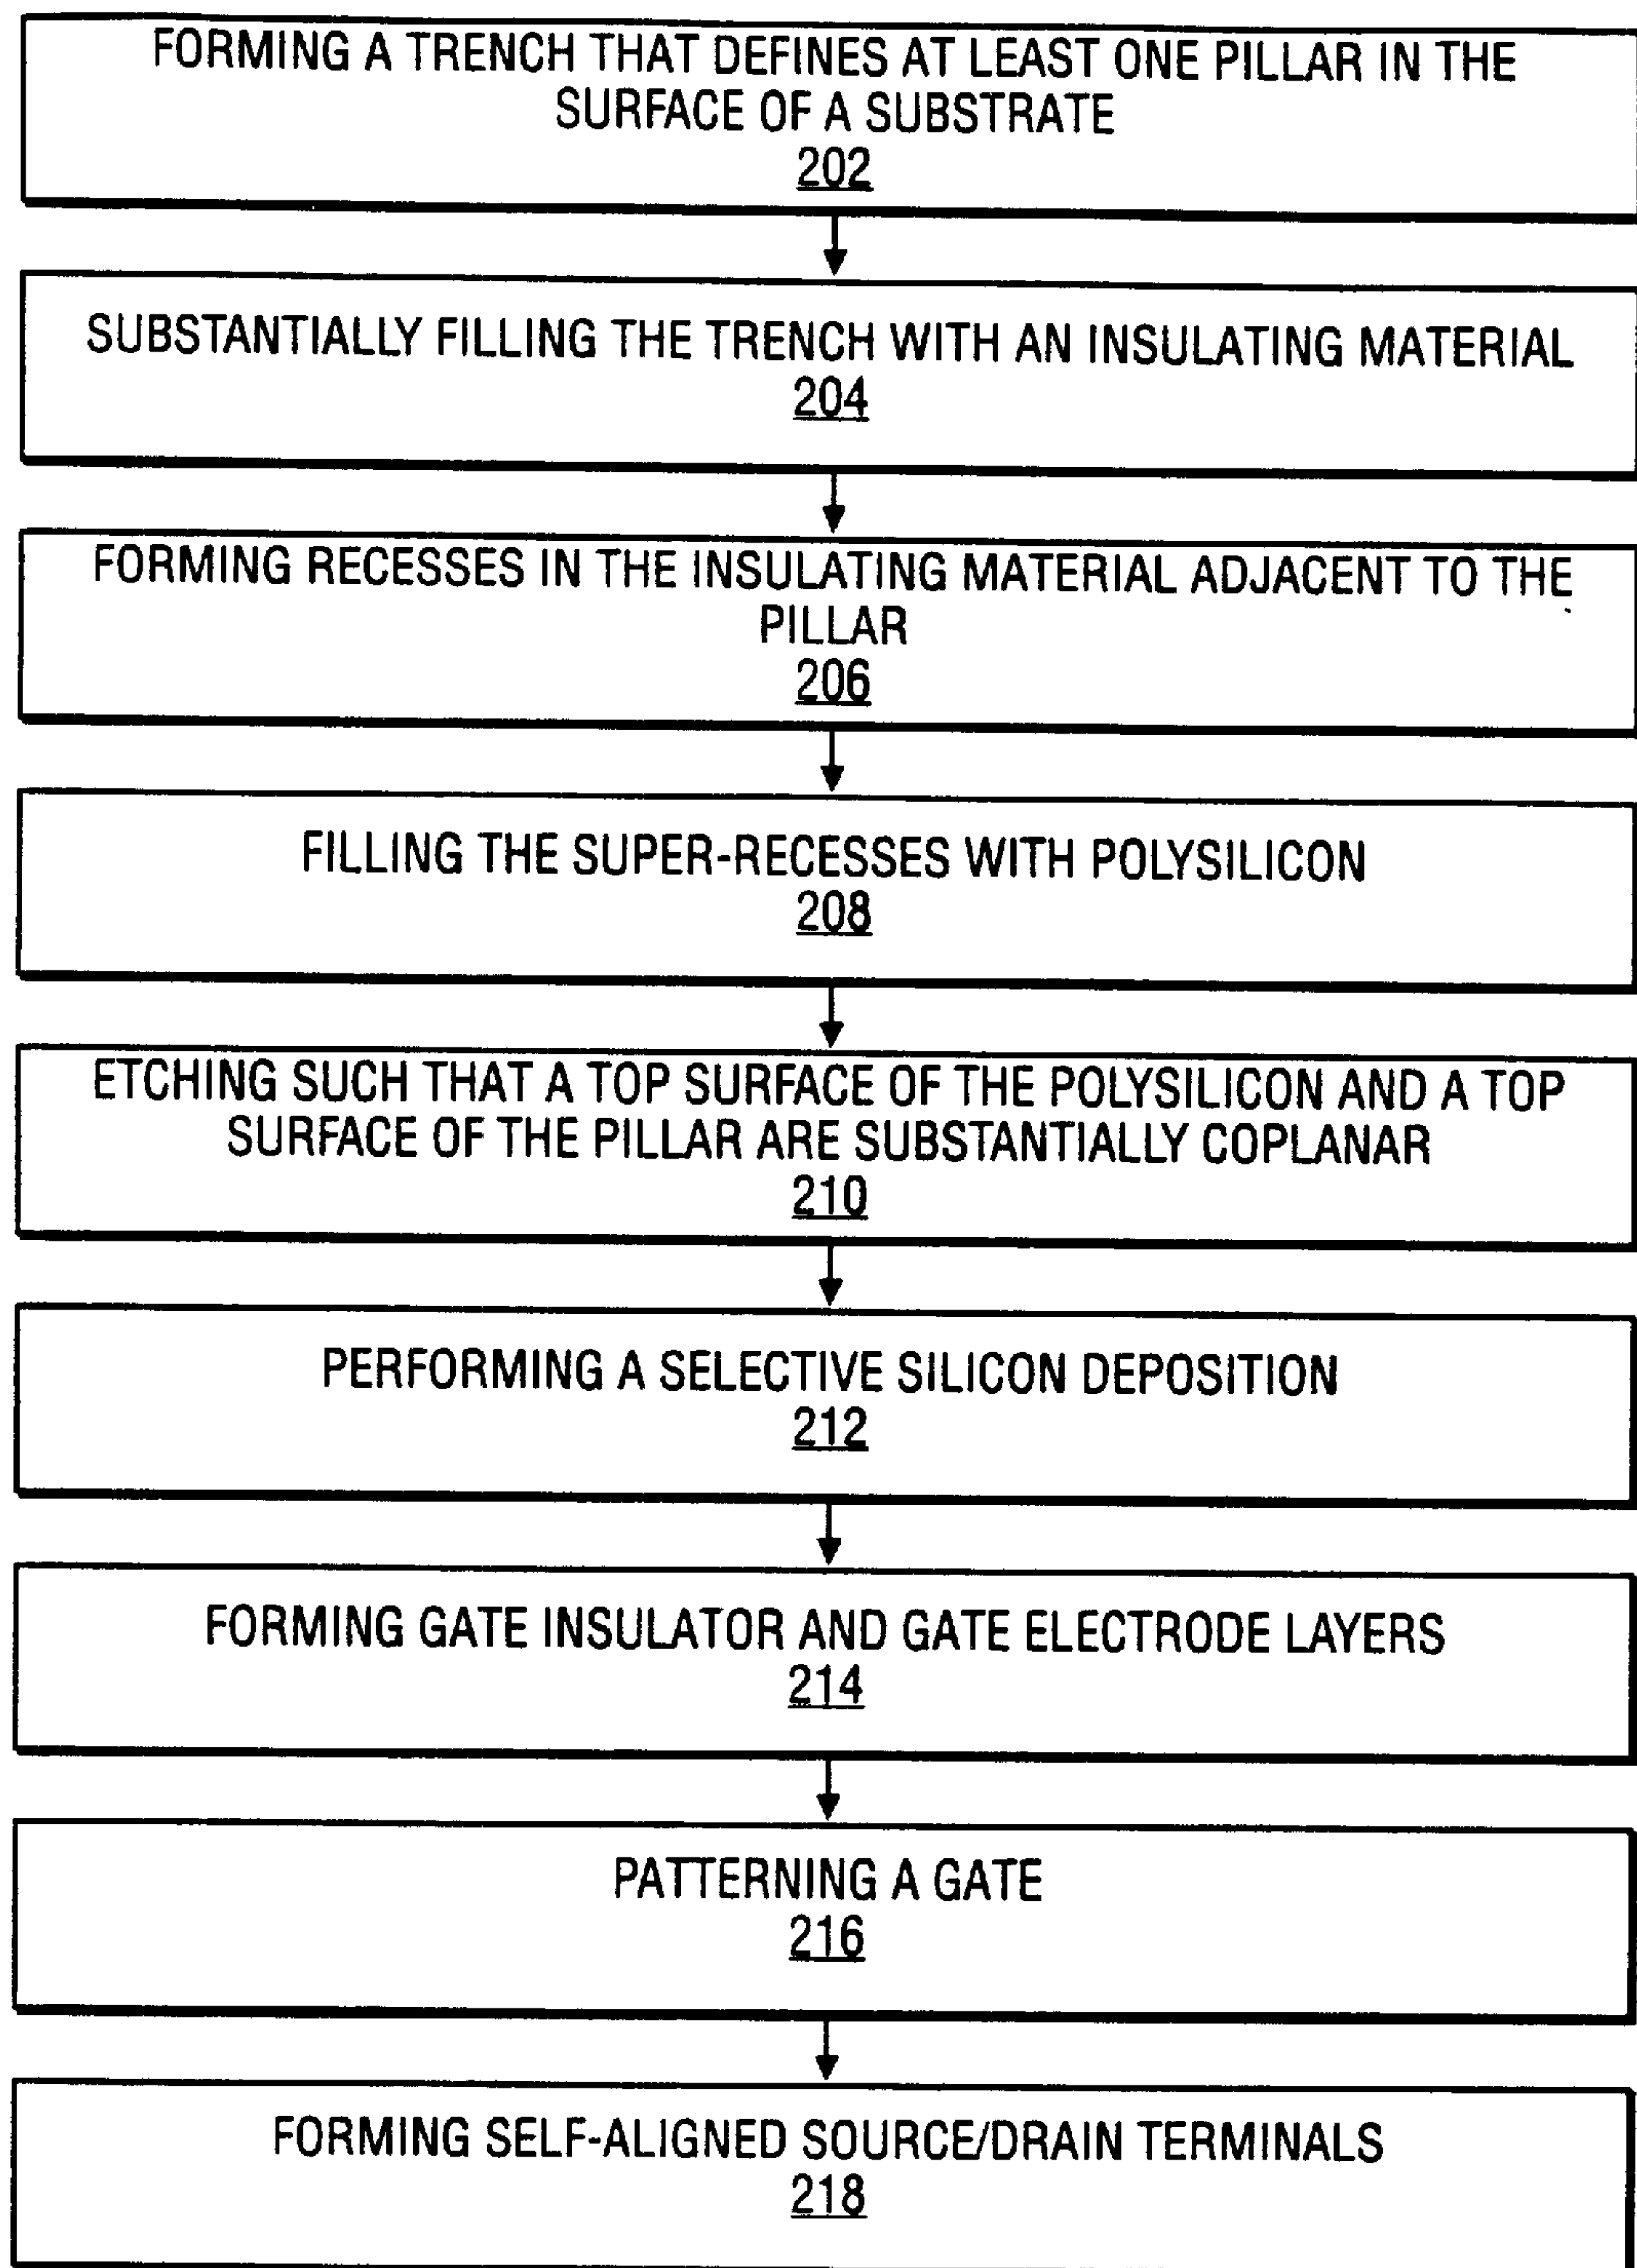 FORMING A TRENCH THAT DEFINES AT LEAST ONE PILLAR IN THE
SURFACE OF A SUBSTRATE
202
SUBSTANTIALLY FILLING THE TRENCH WITH AN INSULATING MATERIAL
204
FORMING RECESSES IN THE INSULATING MATERIAL ADJACENT TO THE
PILLAR
206
FILLING THE SUPER-RECESSES WITH POLYSILICON
208
ETCHING SUCH THAT A TOP SURFACE OF THE POLYSILICON AND A TOP
SURFACE OF THE PILLAR ARE SUBSTANTIALLY COPLANAR
210
PERFORMING A SELECTIVE SILICON DEPOSITION
212
FORMING GATE INSULATOR AND GATE ELECTRODE LAYERS
214
PATTERNING A GATE
216
FORMING SELF-ALIGNED SOURCE/DRAIN TERMINALS
218